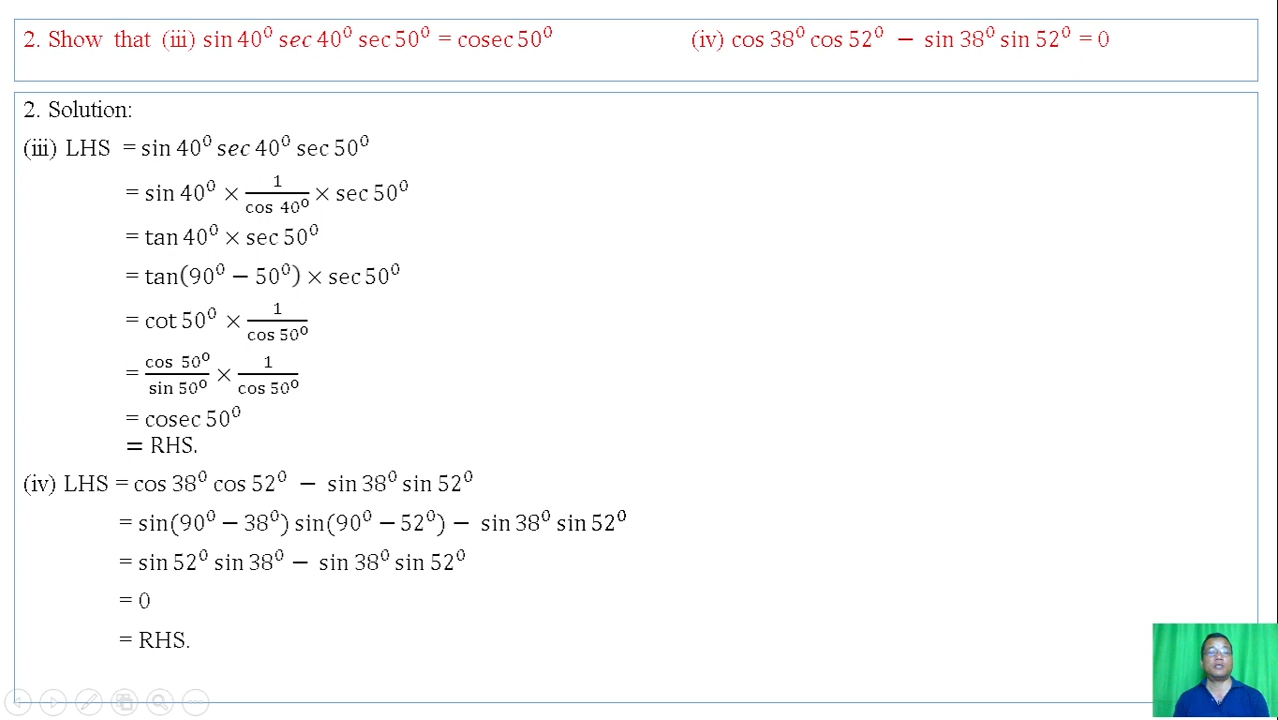 2. Show that (iii) sin 40⁰ sec 40⁰ sec 50⁰ = cosec 50⁰ (iv) cos 38⁰ cos 52⁰ − sin 38⁰ sin 52⁰ = 0
2. Solution:
(iii) LHS = sin 40⁰ sec 40⁰ sec 50⁰
= sin 40⁰ × 1/cos 40⁰ × sec 50⁰
= tan 40⁰ × sec 50⁰
= tan(90⁰ − 50⁰) × sec 50⁰
= cot 50⁰ × 1/cos 50⁰
= cos 50⁰/sin 50⁰ × 1/cos 50⁰
= cosec 50⁰
= RHS.
(iv) LHS = cos 38⁰ cos 52⁰ − sin 38⁰ sin 52⁰
= sin(90⁰ − 38⁰) sin(90⁰ − 52⁰) − sin 38⁰ sin 52⁰
= sin 52⁰ sin 38⁰ − sin 38⁰ sin 52⁰
= 0
= RHS.